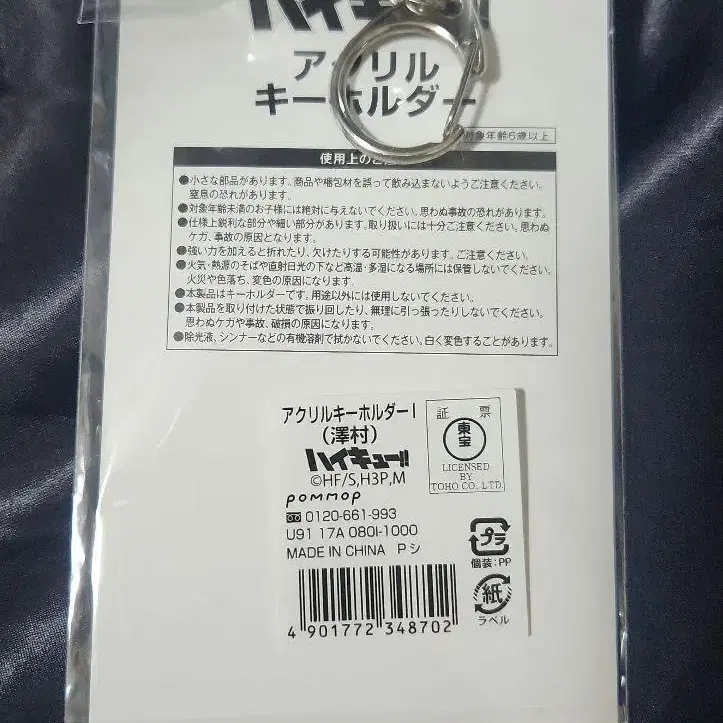 ハイキュー!!
アクリル
キーホルダー
対象年齢6歳以上
使用上のご注
●小さな部品があります。商品や梱包材を誤って飲み込まないようご注意ください。
窒息の恐れがあります。
●対象年齢未満のお子様には絶対に与えないでください。思わぬ事故の恐れがあります。
●仕様上鋭利な部分や細い部分があります。取り扱いには十分ご注意ください。思わぬ
ケガ、事故の原因となります。
●強い力を加えると折れたり、欠けたりする可能性があります。ご注意ください。
●火気・熱源のそばや直射日光の下など高温・多湿になる場所には保管しないでください。
火災や色落ち、変色の原因になります。
●本製品はキーホルダーです。用途以外には使用しないでください。
●本製品を取り付けた状態で振り回したり、無理に引っ張ったりしないでください。
思わぬケガや事故、破損の原因になります。
●除光液、シンナーなどの有機溶剤で拭かないでください。白く変色することがあります。
アクリルキーホルダーI
(澤村)
ハイキュー!!
©HF/S,H3P,M
pommop
0120-661-993
U91 17A 080I-1000
MADE IN CHINA Pシ
4 901772 348702
証 票
東宝
LICENSED
BY
TOHO CO., LTD.
プラ
個装:PP
紙
ラベル